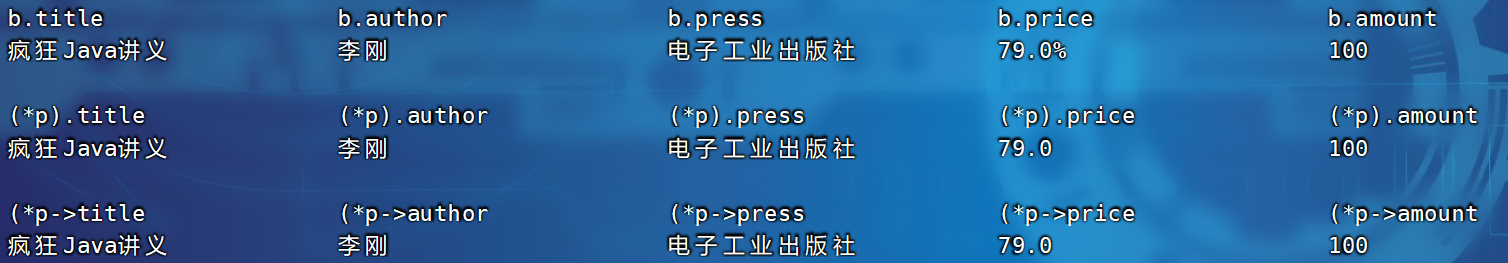 b.title b.author b.press b.price b.amount
疯狂Java讲义 李刚 电子工业出版社 79.0% 100
(*p).title (*p).author (*p).press (*p).price (*p).amount
疯狂Java讲义 李刚 电子工业出版社 79.0 100
(*p->title (*p->author (*p->press (*p->price (*p->amount
疯狂Java讲义 李刚 电子工业出版社 79.0 100